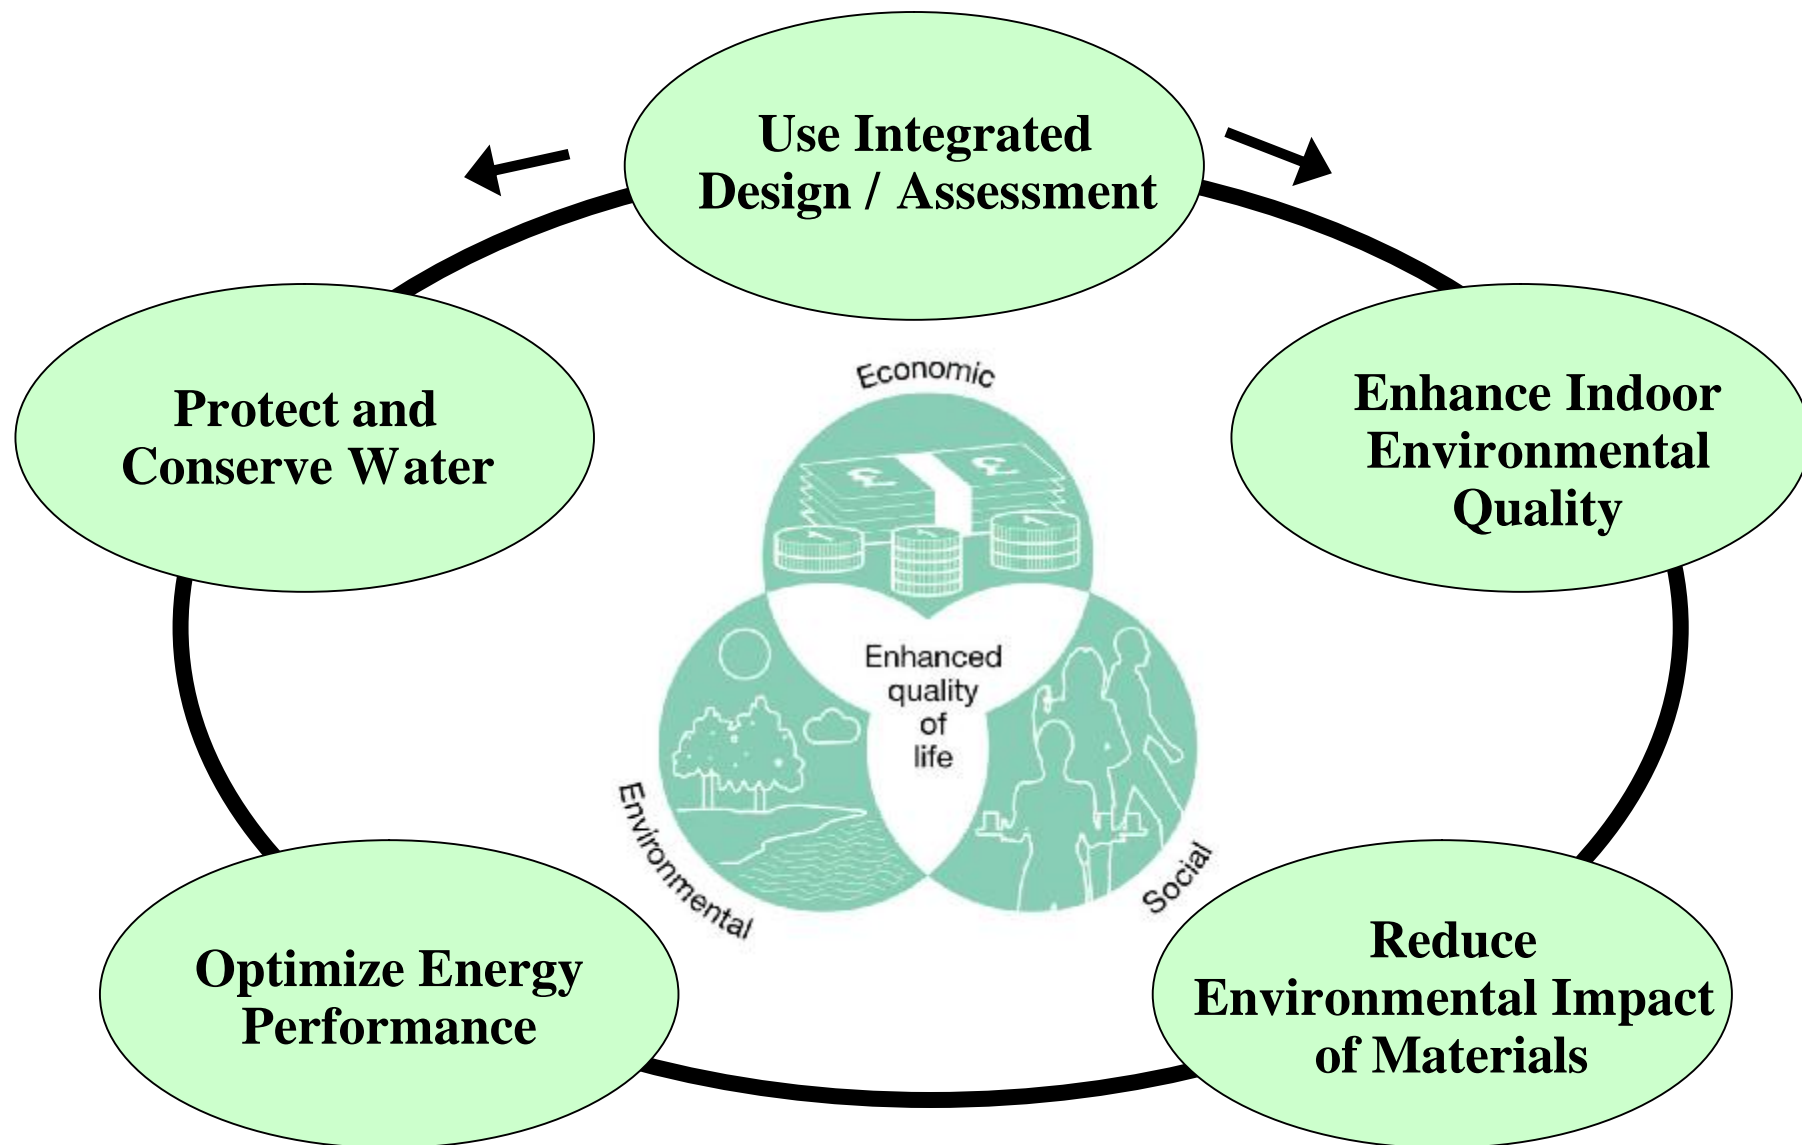 Use Integrated
Design / Assessment
Protect and
Conserve Water
Enhance Indoor
Environmental
Quality
Economic
Enhanced
quality
of
life
Environmental
Social
Optimize Energy
Performance
Reduce
Environmental Impact
of Materials